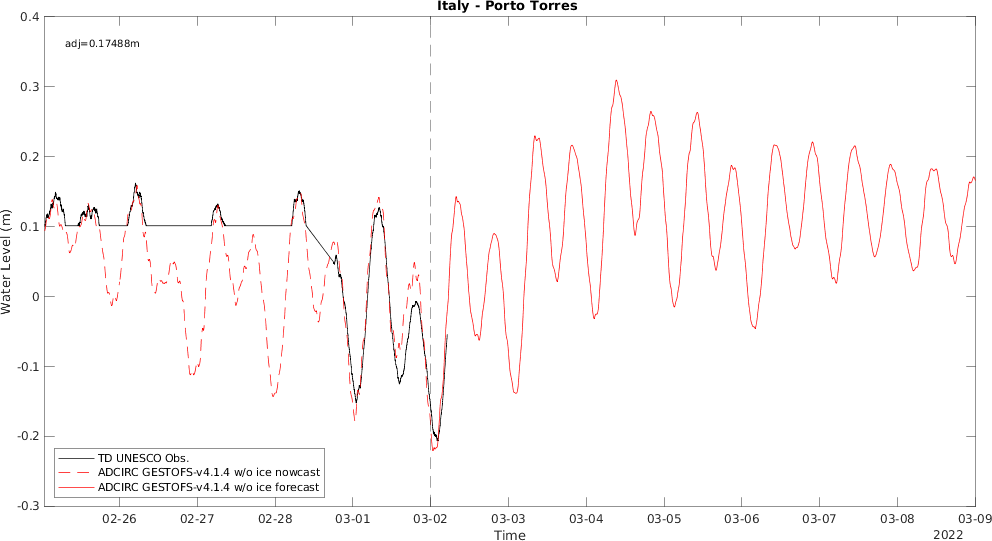 Italy - Porto Torres
adj=0.17488m
0.4
0.3
0.2
0.1
0
-0.1
-0.2
-0.3
Water Level (m)
TD UNESCO Obs.
ADCIRC GESTOFS-v4.1.4 w/o ice nowcast
ADCIRC GESTOFS-v4.1.4 w/o ice forecast
02-26 02-27 02-28 03-01 03-02 03-03 03-04 03-05 03-06 03-07 03-08 03-09
Time
2022